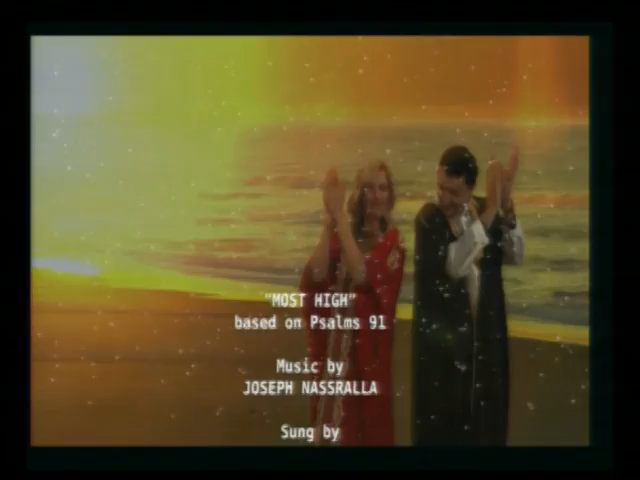 "MOST HIGH"
based on Psalms 91
Music by
JOSEPH NASSRALLA
Sung by